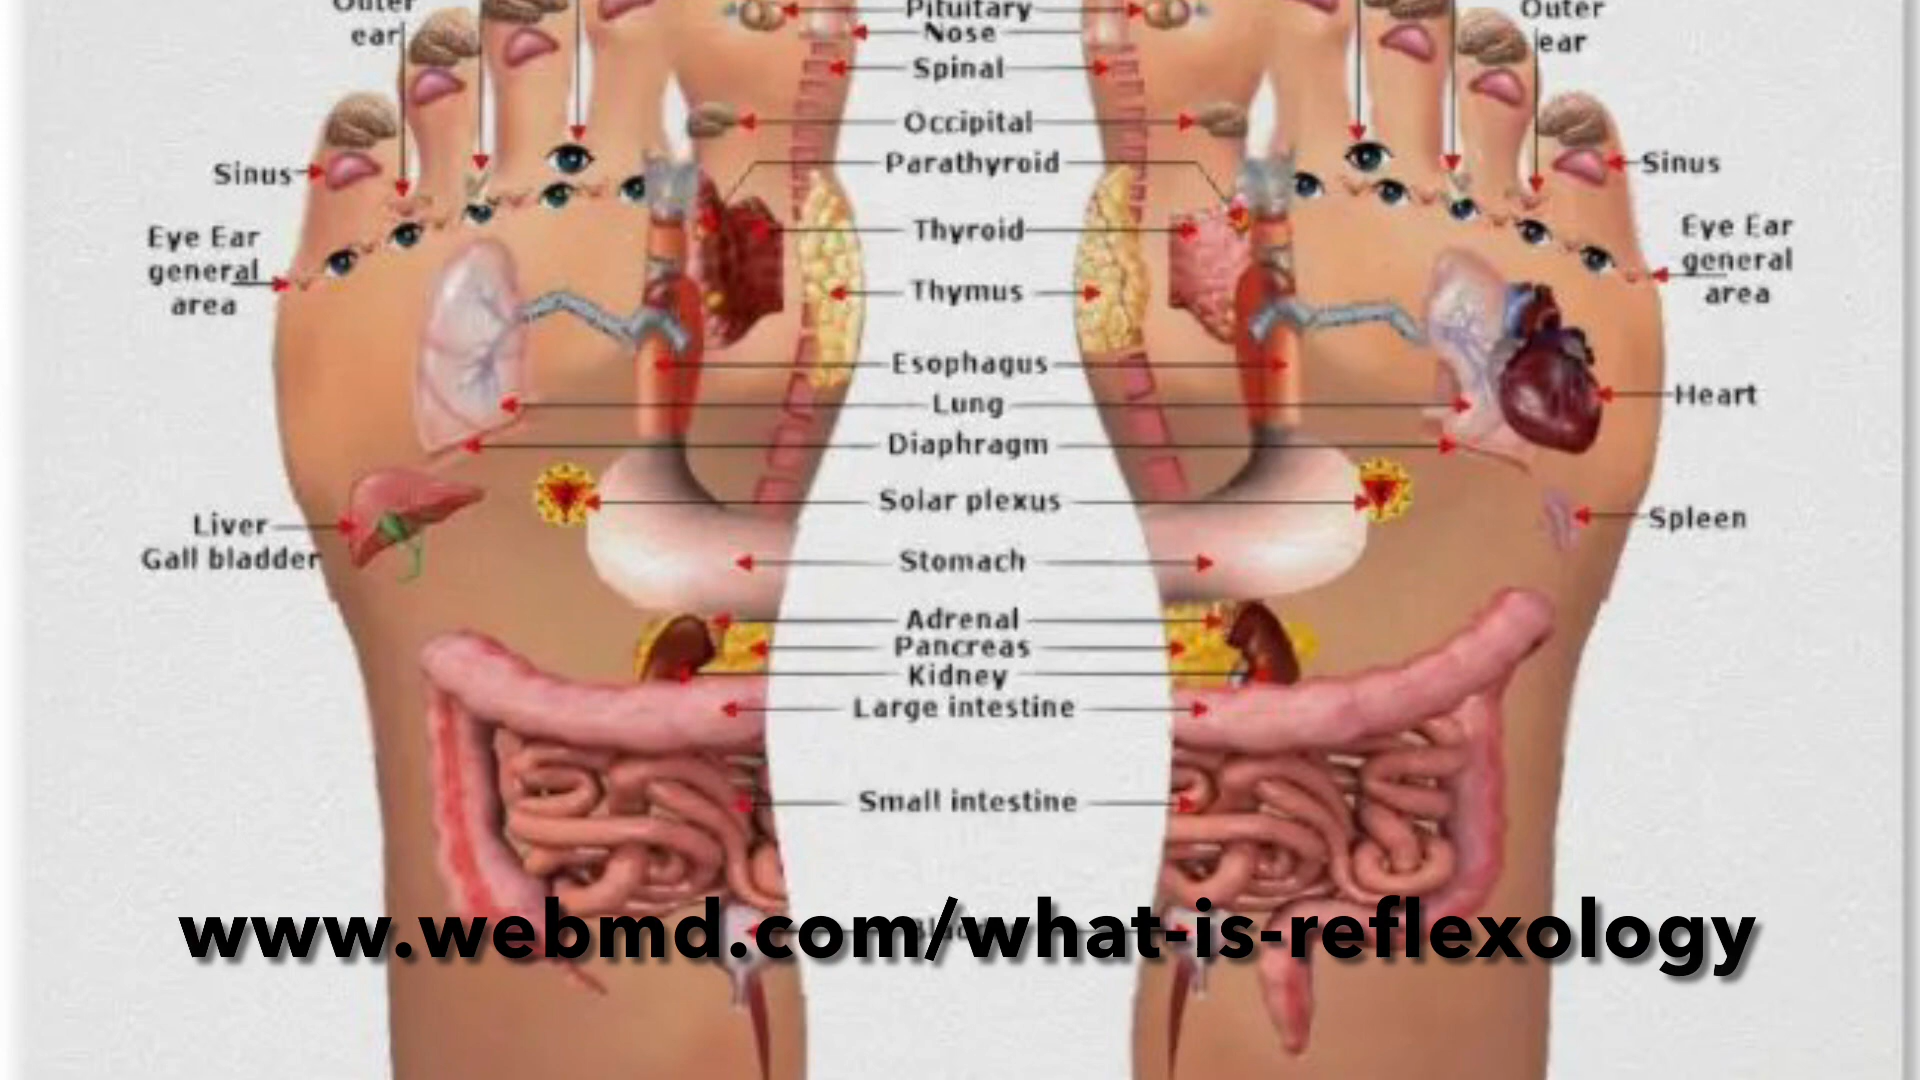 Outer
ear
Pituitary
Nose
Spinal
Occipital
Parathyroid
Thyroid
Thymus
Esophagus
Lung
Diaphragm
Solar plexus
Stomach
Adrenal
Pancreas
Kidney
Large intestine
Small intestine
Sinus
Eye Ear
general
area
Liver
Gall bladder
Outer
ear
Sinus
Eye Ear
general
area
Heart
Spleen
www.webmd.com/what-is-reflexology